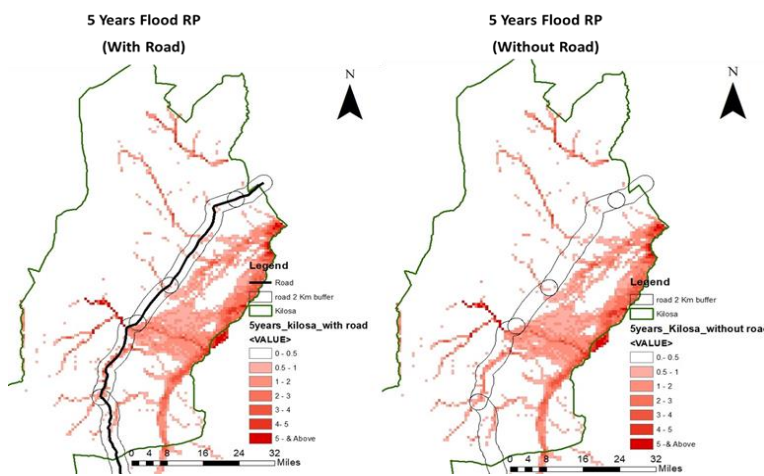 5 Years Flood RP
(With Road)
N
Legend
Road
road 2 Km buffer
Kilosa
5years_kilosa_with road
<VALUE>
0 - 0.5
0.5 - 1
1 - 2
2 - 3
3 - 4
4- 5
5 - & Above
0 8 16 24 32
Miles
5 Years Flood RP
(Without Road)
N
Legend
road 2 Km buffer
Kilosa
5years_Kilosa_without road
<VALUE>
0 - 0.5
0.5 - 1
1 - 2
2 - 3
3 - 4
4- 5
5 -& Above
0 8 16 24 32
Miles